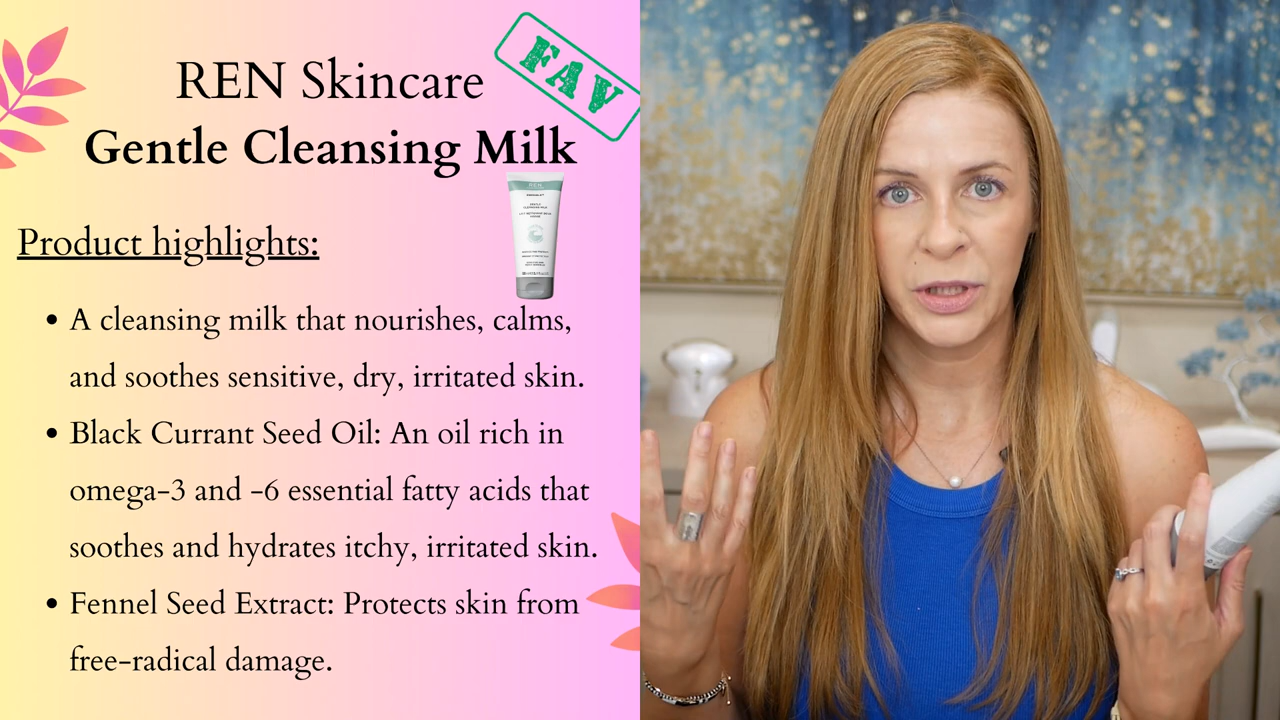 REN Skincare
FAV
Gentle Cleansing Milk
REN
Product highlights:
• A cleansing milk that nourishes, calms,
and soothes sensitive, dry, irritated skin.
• Black Currant Seed Oil: An oil rich in
omega-3 and -6 essential fatty acids that
soothes and hydrates itchy, irritated skin.
• Fennel Seed Extract: Protects skin from
free-radical damage.